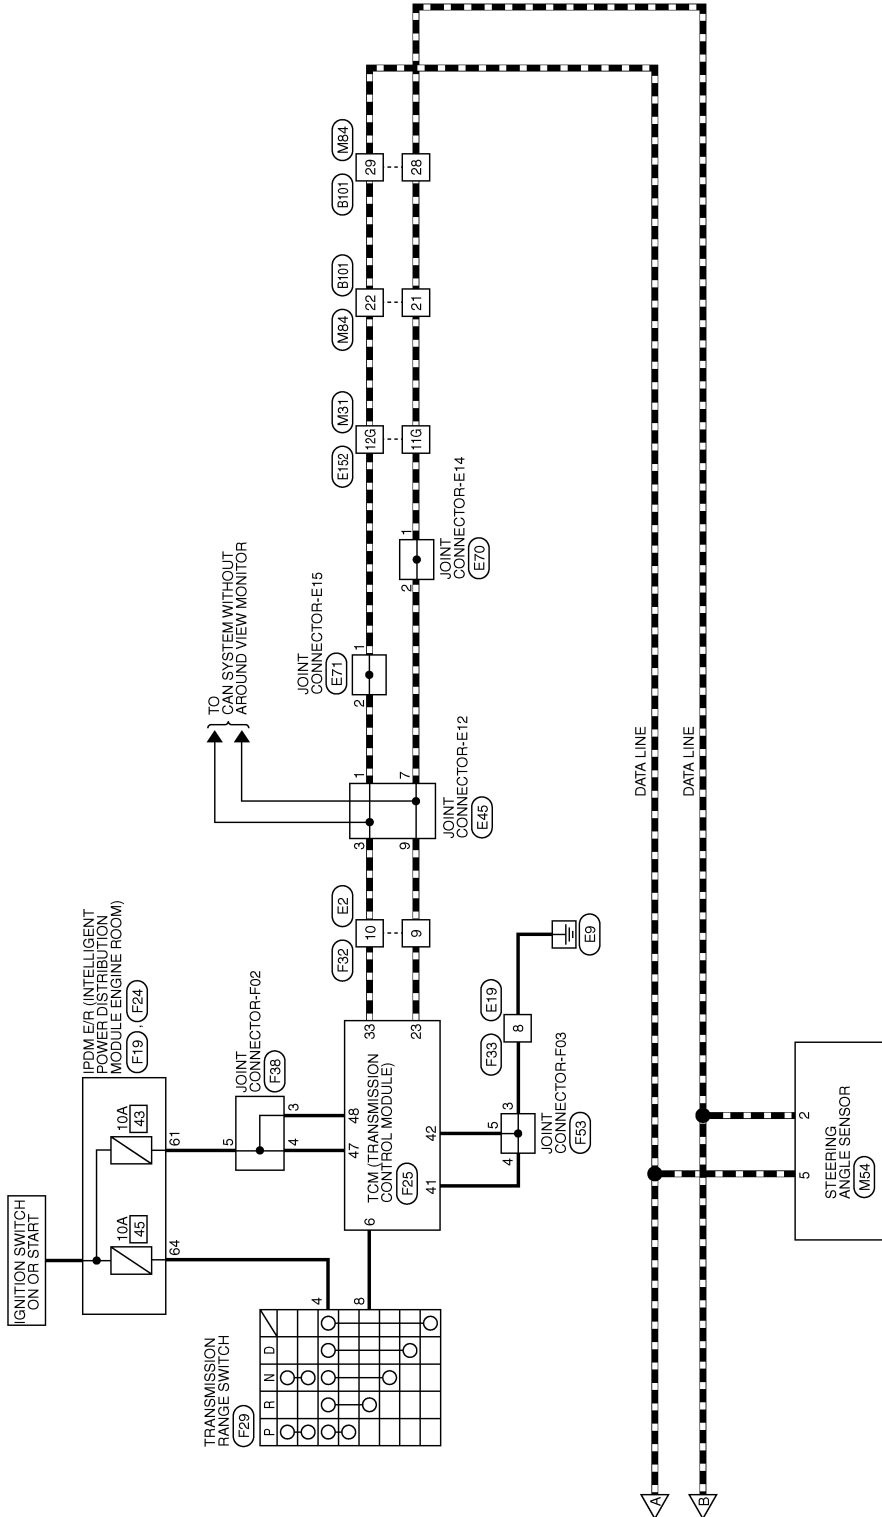 IGNITION SWITCH
ON OR START
IPDM E/R (INTELLIGENT
POWER DISTRIBUTION
MODULE ENGINE ROOM)
F19 , F24
10A
45
10A
43
64
61
TRANSMISSION
RANGE SWITCH
F29
P R N D
4
8
JOINT
CONNECTOR-F02
F38
5
4
3
TO
CAN SYSTEM WITHOUT
AROUND VIEW MONITOR
47
48
6
TCM (TRANSMISSION
CONTROL MODULE)
F25
33
23
41
42
F32
E2
10
9
3
1
9
7
JOINT
CONNECTOR-E12
E45
JOINT
CONNECTOR-E15
E71
2
1
2
1
JOINT
CONNECTOR-E14
E70
E152
M31
12G
11G
M84
B101
22
21
B101
M84
29
28
4
5
3
JOINT
CONNECTOR-F03
F53
F33
E19
8
E9
A
DATA LINE
B
DATA LINE
5
2
STEERING
ANGLE SENSOR
M54